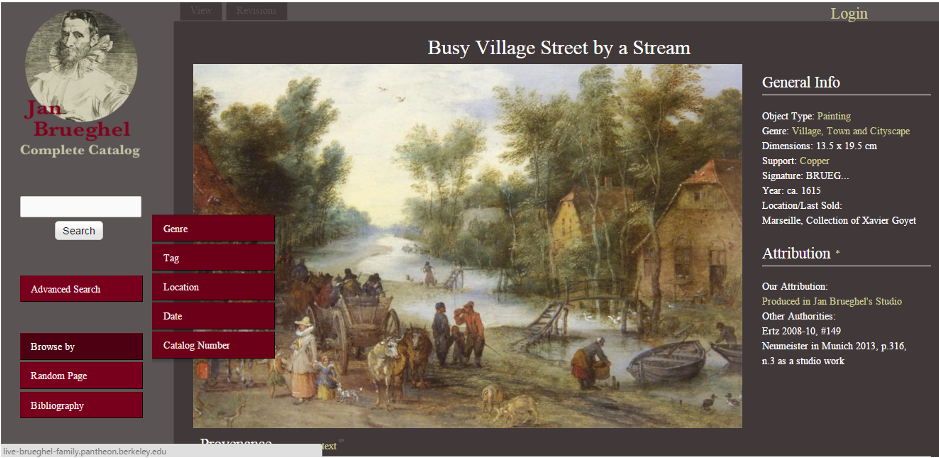 View
Revisions
Login
Jan
Brueghel
Complete Catalog
Search
Advanced Search
Browse by
Random Page
Bibliography
Genre
Tag
Location
Date
Catalog Number
Busy Village Street by a Stream
General Info
Object Type: Painting
Genre: Village, Town and Cityscape
Dimensions: 13.5 x 19.5 cm
Support: Copper
Signature: BRUEG...
Year: ca. 1615
Location/Last Sold:
Marseille, Collection of Xavier Goyet
Attribution *
Our Attribution:
Produced in Jan Brueghel's Studio
Other Authorities:
Ertz 2008-10, #149
Neumeister in Munich 2013, p.316,
n.3 as a studio work
Provenance
live-brueghel-family.pantheon.berkeley.edu